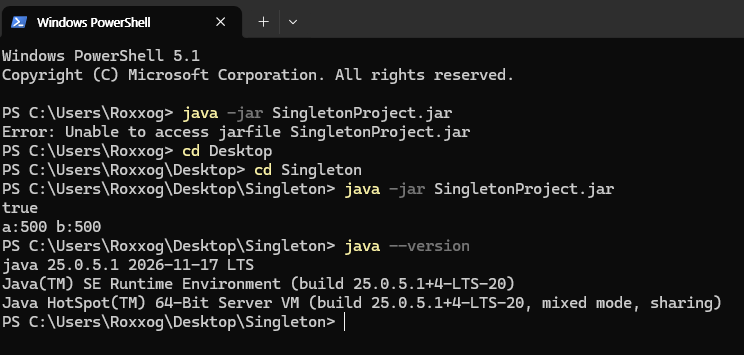 Windows PowerShell
Windows PowerShell 5.1
Copyright (C) Microsoft Corporation. All rights reserved.
PS C:\Users\Roxxog> java -jar SingletonProject.jar
Error: Unable to access jarfile SingletonProject.jar
PS C:\Users\Roxxog> cd Desktop
PS C:\Users\Roxxog\Desktop> cd Singleton
PS C:\Users\Roxxog\Desktop\Singleton> java -jar SingletonProject.jar
true
a:500 b:500
PS C:\Users\Roxxog\Desktop\Singleton> java --version
java 25.0.5.1 2026-11-17 LTS
Java(TM) SE Runtime Environment (build 25.0.5.1+4-LTS-20)
Java HotSpot(TM) 64-Bit Server VM (build 25.0.5.1+4-LTS-20, mixed mode, sharing)
PS C:\Users\Roxxog\Desktop\Singleton>